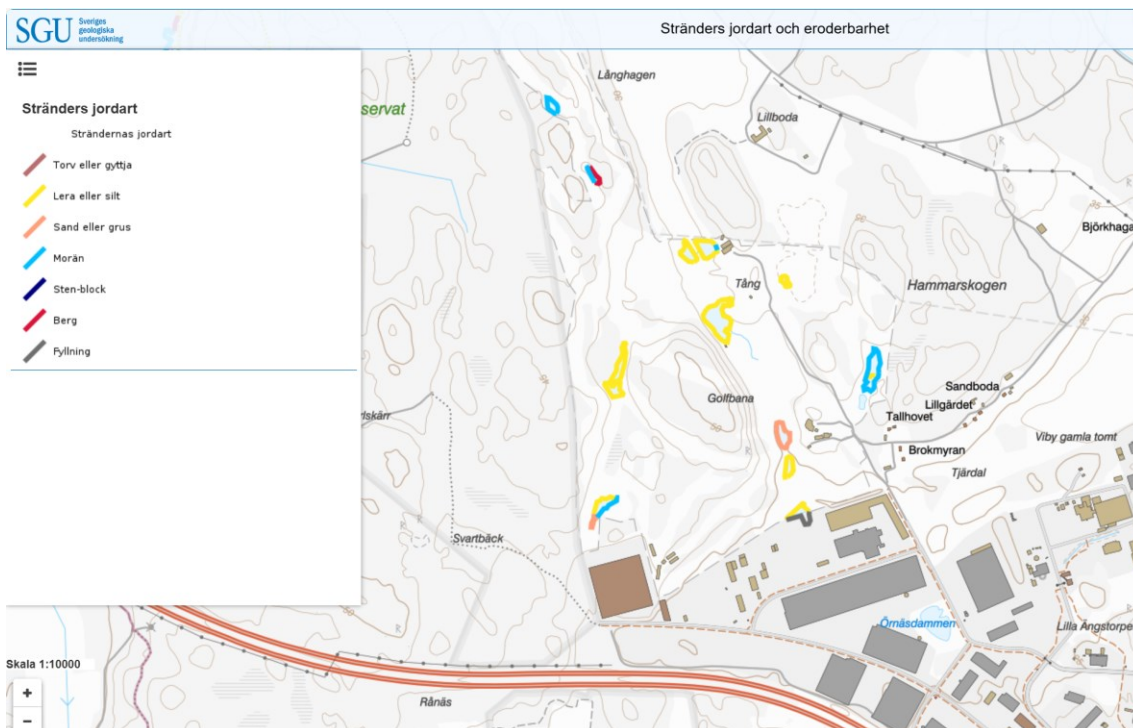 SGU Sveriges
geologiska
undersökning
Stränders jordart och eroderbarhet
Stränders jordart
Strändernas jordart
Torv eller gyttja
Lera eller silt
Sand eller grus
Morän
Sten-block
Berg
Fyllning
Skala 1:10000
+
−
servat
Långhagen
Lillboda
Björkhaga
Hammarskogen
Tång
Golfbana
Sandboda
Lillgärdet
Tallhovet
Brokmyran
Viby gamla tomt
Tjärdal
Svartbäck
Örnäsdammen
Lilla Ängstorpe
Rånäs